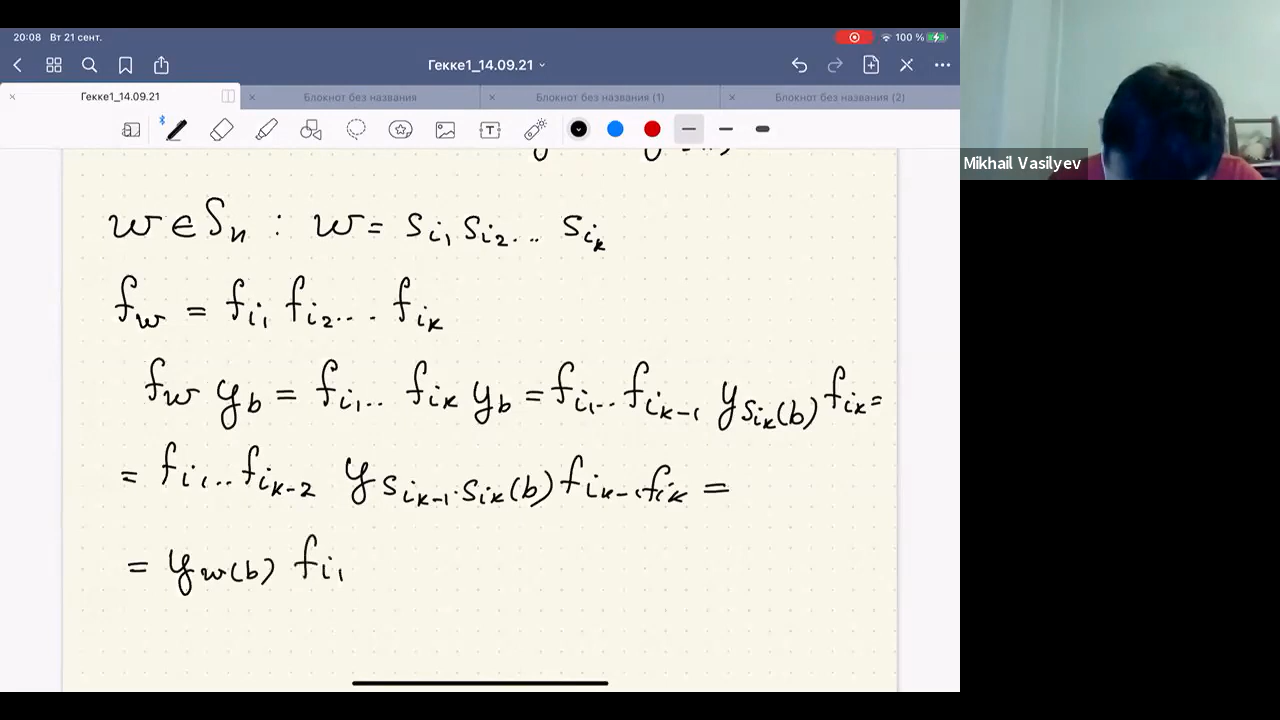 20:08 Вт 21 сент.
100 %
Гекке1_14.09.21
Гекке1_14.09.21
Блокнот без названия
Блокнот без названия (1)
Блокнот без названия (2)
Mikhail Vasilyev
w ∈ S_n : w = s_{i_1} s_{i_2} ... s_{i_k}
f_w = f_{i_1} f_{i_2} ... f_{i_k}
f_w y_b = f_{i_1} .. f_{i_k} y_b = f_{i_1} .. f_{i_{k-1}} y_{s_{i_k}(b)} f_{i_k} =
= f_{i_1} .. f_{i_{k-2}} y_{s_{i_{k-1}} · s_{i_k}(b)} f_{i_{k-1}} f_{i_k} =
= y_{w(b)} f_{i_1}